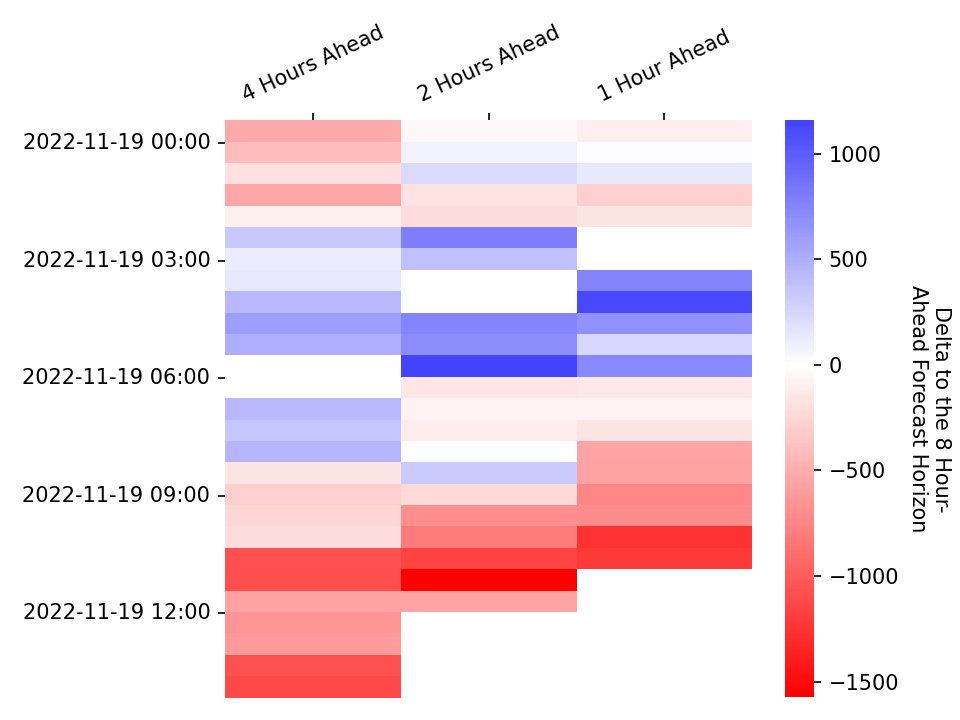 4 Hours Ahead
2 Hours Ahead
1 Hour Ahead
2022-11-19 00:00
2022-11-19 03:00
2022-11-19 06:00
2022-11-19 09:00
2022-11-19 12:00
1000
500
0
−500
−1000
−1500
Delta to the 8 Hour-
Ahead Forecast Horizon